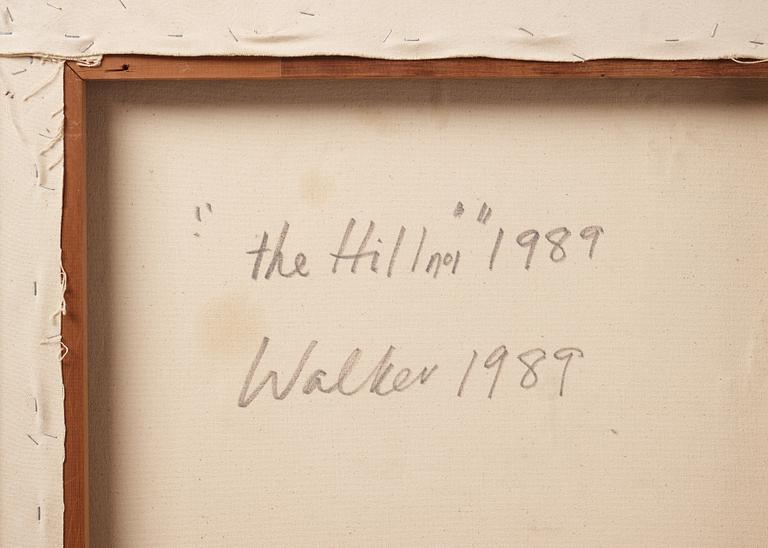 " the Hill no1" 1989
Walker 1989